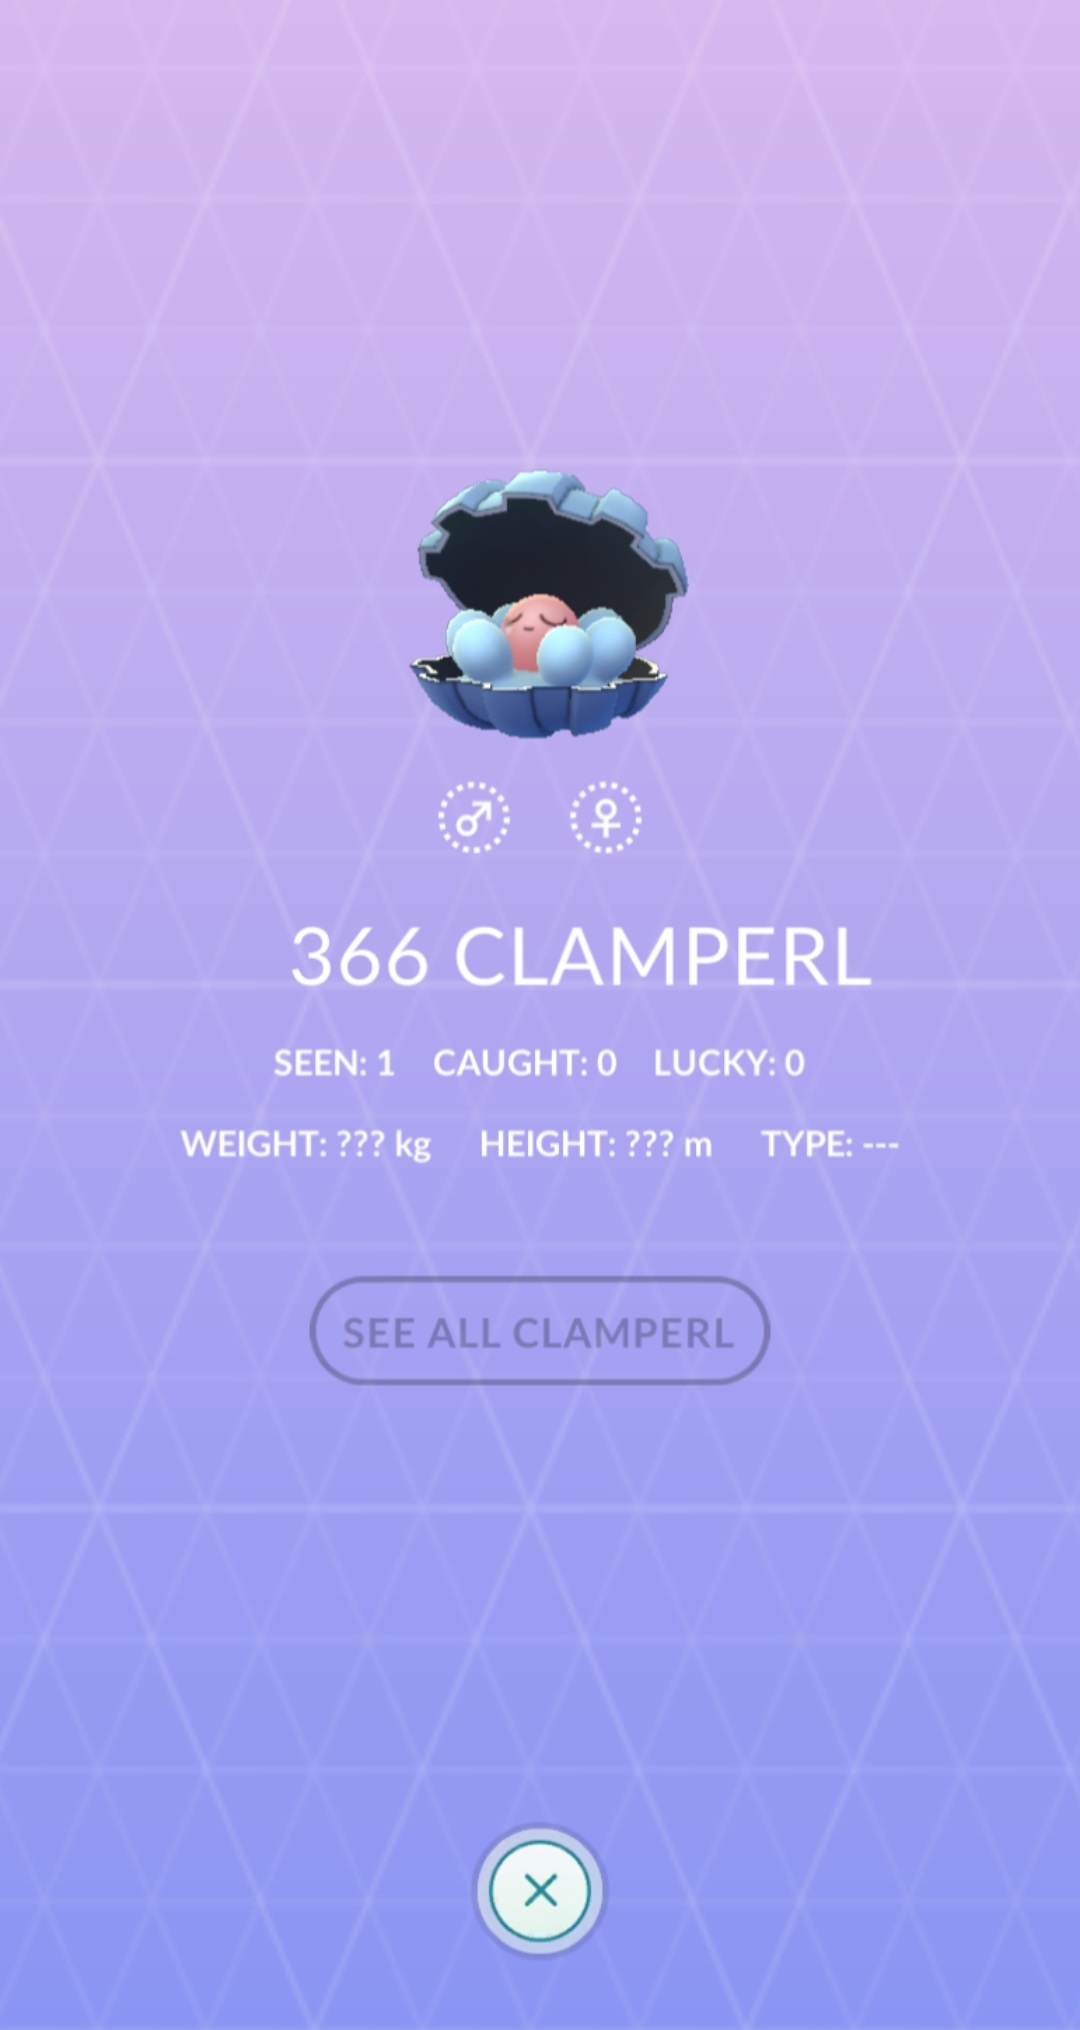 366 CLAMPERL
SEEN: 1 CAUGHT: 0 LUCKY: 0
WEIGHT: ??? kg HEIGHT: ??? m TYPE: ---
SEE ALL CLAMPERL